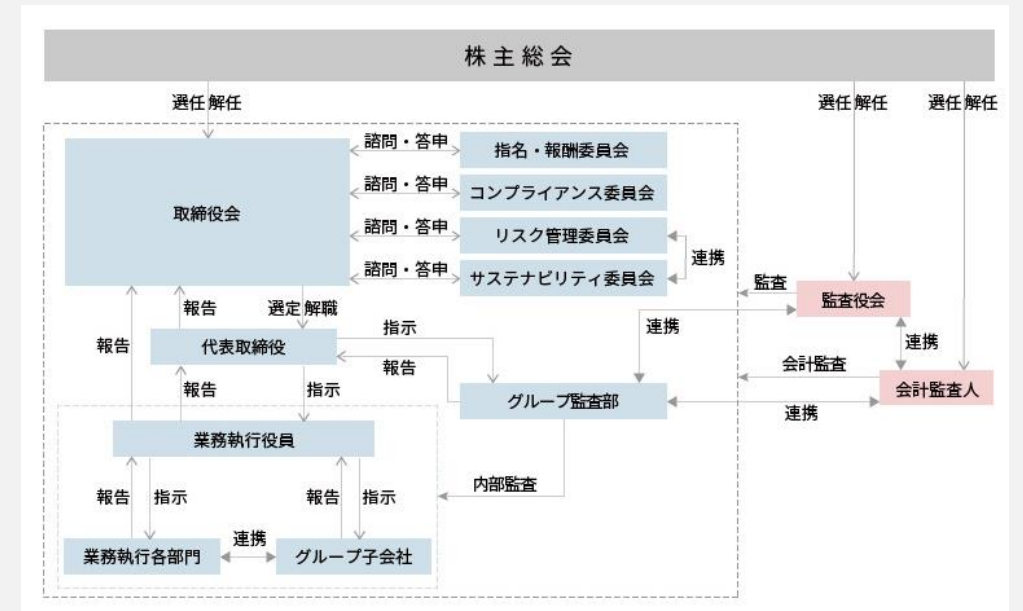 株主総会
選任 解任
選任 解任
選任 解任
諮問・答申
指名・報酬委員会
諮問・答申
コンプライアンス委員会
取締役会
諮問・答申
リスク管理委員会
連携
諮問・答申
サステナビリティ委員会
監査
監査役会
報告
選定 解職
連携
報告
代表取締役
指示
連携
報告
会計監査
会計監査人
報告
指示
グループ監査部
連携
業務執行役員
内部監査
報告
指示
報告
指示
連携
業務執行各部門
グループ子会社